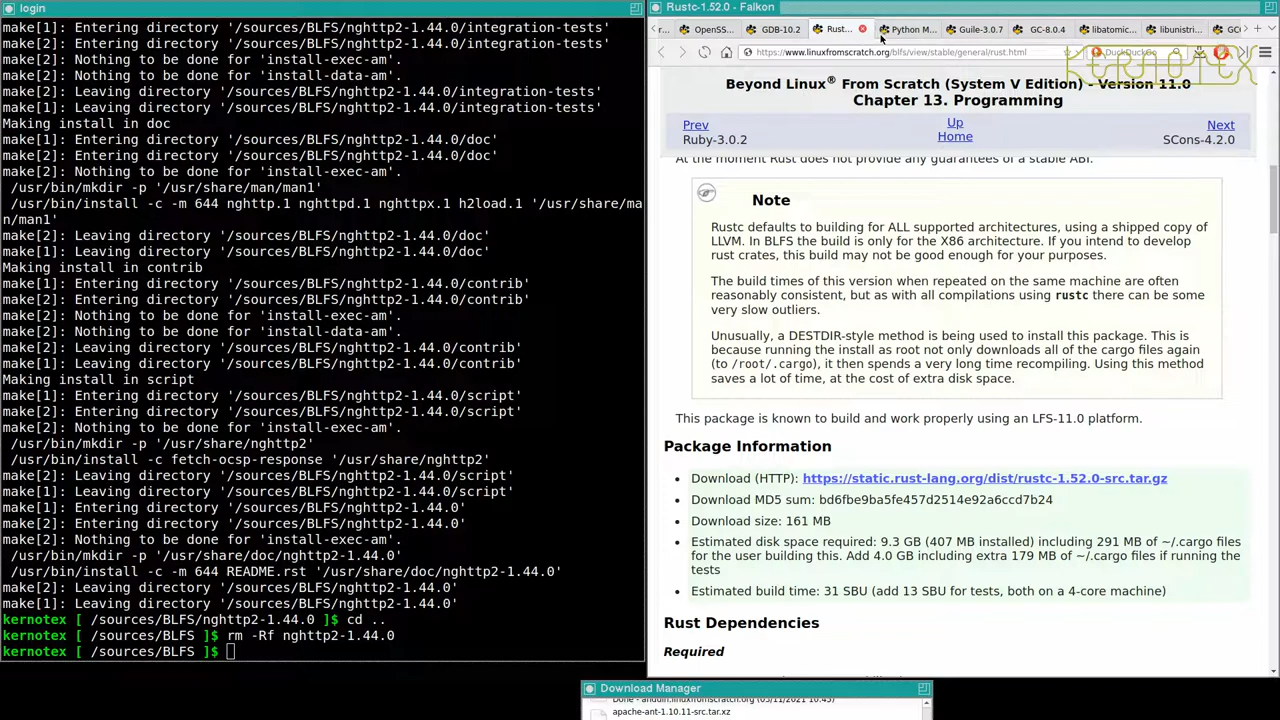 login
make[1]: Entering directory '/sources/BLFS/nghttp2-1.44.0/integration-tests'
make[2]: Entering directory '/sources/BLFS/nghttp2-1.44.0/integration-tests'
make[2]: Nothing to be done for 'install-exec-am'.
make[2]: Nothing to be done for 'install-data-am'.
make[2]: Leaving directory '/sources/BLFS/nghttp2-1.44.0/integration-tests'
make[1]: Leaving directory '/sources/BLFS/nghttp2-1.44.0/integration-tests'
Making install in doc
make[1]: Entering directory '/sources/BLFS/nghttp2-1.44.0/doc'
make[2]: Entering directory '/sources/BLFS/nghttp2-1.44.0/doc'
make[2]: Nothing to be done for 'install-exec-am'.
/usr/bin/mkdir -p '/usr/share/man/man1'
/usr/bin/install -c -m 644 nghttp.1 nghttpd.1 nghttpx.1 h2load.1 '/usr/share/ma
n/man1'
make[2]: Leaving directory '/sources/BLFS/nghttp2-1.44.0/doc'
make[1]: Leaving directory '/sources/BLFS/nghttp2-1.44.0/doc'
Making install in contrib
make[1]: Entering directory '/sources/BLFS/nghttp2-1.44.0/contrib'
make[2]: Entering directory '/sources/BLFS/nghttp2-1.44.0/contrib'
make[2]: Nothing to be done for 'install-exec-am'.
make[2]: Nothing to be done for 'install-data-am'.
make[2]: Leaving directory '/sources/BLFS/nghttp2-1.44.0/contrib'
make[1]: Leaving directory '/sources/BLFS/nghttp2-1.44.0/contrib'
Making install in script
make[1]: Entering directory '/sources/BLFS/nghttp2-1.44.0/script'
make[2]: Entering directory '/sources/BLFS/nghttp2-1.44.0/script'
make[2]: Nothing to be done for 'install-exec-am'.
/usr/bin/mkdir -p '/usr/share/nghttp2'
/usr/bin/install -c fetch-ocsp-response '/usr/share/nghttp2'
make[2]: Leaving directory '/sources/BLFS/nghttp2-1.44.0/script'
make[1]: Leaving directory '/sources/BLFS/nghttp2-1.44.0/script'
make[1]: Entering directory '/sources/BLFS/nghttp2-1.44.0'
make[2]: Entering directory '/sources/BLFS/nghttp2-1.44.0'
make[2]: Nothing to be done for 'install-exec-am'.
/usr/bin/mkdir -p '/usr/share/doc/nghttp2-1.44.0'
/usr/bin/install -c -m 644 README.rst '/usr/share/doc/nghttp2-1.44.0'
make[2]: Leaving directory '/sources/BLFS/nghttp2-1.44.0'
make[1]: Leaving directory '/sources/BLFS/nghttp2-1.44.0'
kernotex [ /sources/BLFS/nghttp2-1.44.0 ]$ cd ..
kernotex [ /sources/BLFS ]$ rm -Rf nghttp2-1.44.0
kernotex [ /sources/BLFS ]$
Rustc-1.52.0 - Falkon
r... OpenSS... GDB-10.2 Rust... Python M... Guile-3.0.7 GC-8.0.4 libatomic... libunistri... GC
https://www.linuxfromscratch.org/blfs/view/stable/general/rust.html DuckDuckGo
KERNOTEX
Beyond Linux® From Scratch (System V Edition) - Version 11.0
Chapter 13. Programming
Prev Up Next
Ruby-3.0.2 Home SCons-4.2.0
At the moment Rust does not provide any guarantees of a stable ABI.
Note
Rustc defaults to building for ALL supported architectures, using a shipped copy of
LLVM. In BLFS the build is only for the X86 architecture. If you intend to develop
rust crates, this build may not be good enough for your purposes.
The build times of this version when repeated on the same machine are often
reasonably consistent, but as with all compilations using rustc there can be some
very slow outliers.
Unusually, a DESTDIR-style method is being used to install this package. This is
because running the install as root not only downloads all of the cargo files again
(to /root/.cargo), it then spends a very long time recompiling. Using this method
saves a lot of time, at the cost of extra disk space.
This package is known to build and work properly using an LFS-11.0 platform.
Package Information
Download (HTTP): https://static.rust-lang.org/dist/rustc-1.52.0-src.tar.gz
Download MD5 sum: bd6fbe9ba5fe457d2514e92a6ccd7b24
Download size: 161 MB
Estimated disk space required: 9.3 GB (407 MB installed) including 291 MB of ~/.cargo files
for the user building this. Add 4.0 GB including extra 179 MB of ~/.cargo files if running the
tests
Estimated build time: 31 SBU (add 13 SBU for tests, both on a 4-core machine)
Rust Dependencies
Required
Download Manager
Done - anduin.linuxfromscratch.org (05/11/2021 10:45)
apache-ant-1.10.11-src.tar.xz